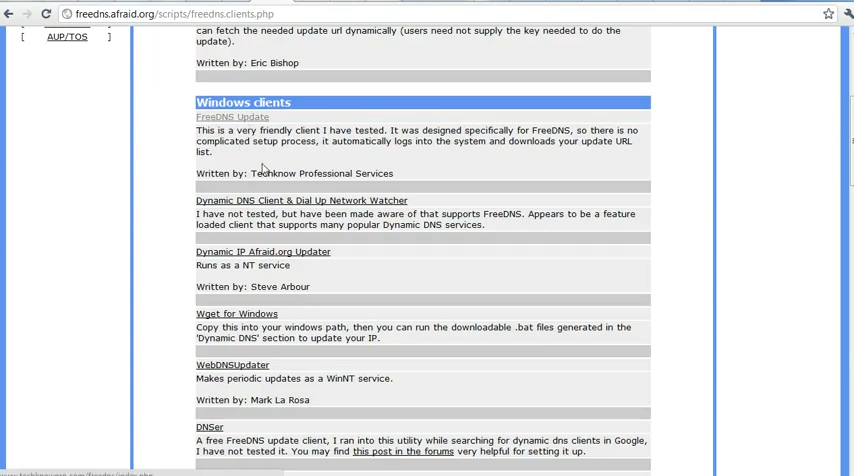 freedns.afraid.org/scripts/freedns.clients.php
[ AUP/TOS ]
can fetch the needed update url dynamically (users need not supply the key needed to do the
update).
Written by: Eric Bishop
Windows clients
FreeDNS Update
This is a very friendly client I have tested. It was designed specifically for FreeDNS, so there is no
complicated setup process, it automatically logs into the system and downloads your update URL
list.
Written by: Techknow Professional Services
Dynamic DNS Client & Dial Up Network Watcher
I have not tested, but have been made aware of that supports FreeDNS. Appears to be a feature
loaded client that supports many popular Dynamic DNS services.
Dynamic IP Afraid.org Updater
Runs as a NT service
Written by: Steve Arbour
Wget for Windows
Copy this into your windows path, then you can run the downloadable .bat files generated in the
'Dynamic DNS' section to update your IP.
WebDNSUpdater
Makes periodic updates as a WinNT service.
Written by: Mark La Rosa
DNSer
A free FreeDNS update client, I ran into this utility while searching for dynamic dns clients in Google,
I have not tested it. You may find this post in the forums very helpful for setting it up.